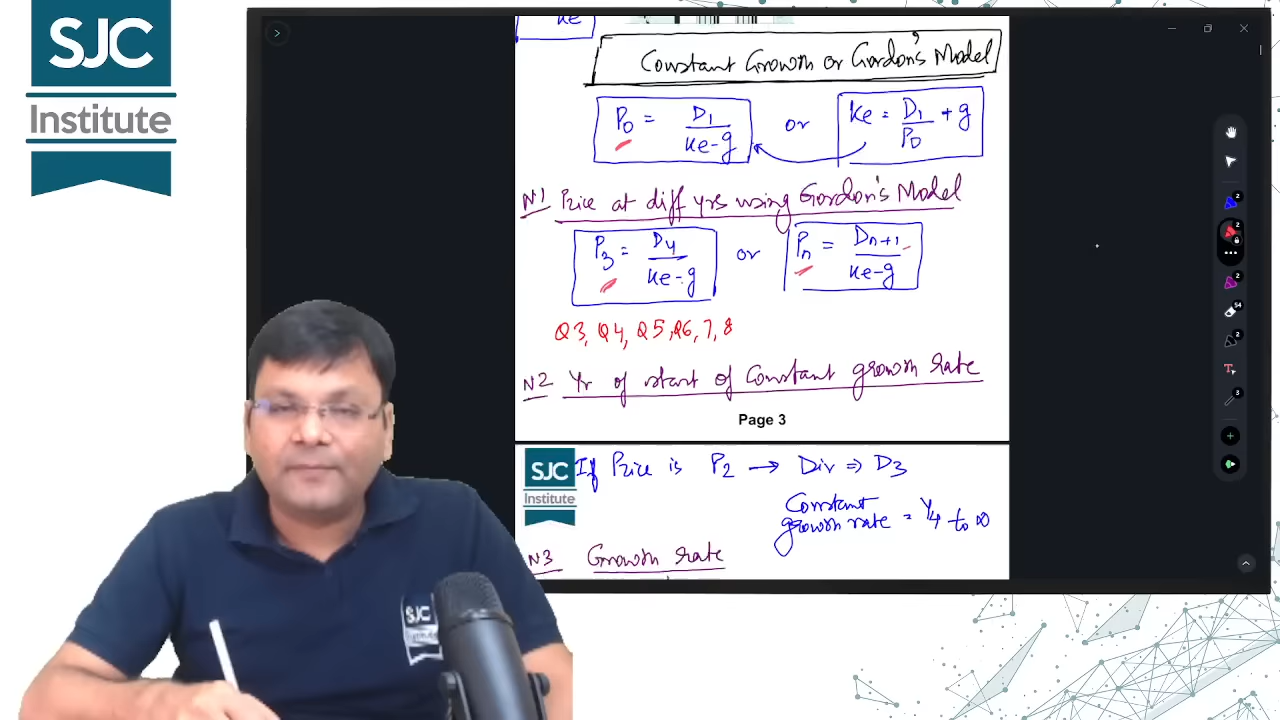 SJC
Institute
Ke
Constant Growth or Gordon's Model
P0 = D1 / Ke-g or Ke = D1 / P0 + g
N1 Price at diff yrs using Gordon's Model
P3 = D4 / Ke-g or Pn = Dn+1 / Ke-g
Q3, Q4, Q5, Q6, 7, 8
N2 Yr of start of Constant growth rate
Page 3
SJC
Institute
If Price is P2 → Div ⇒ D3
Constant
growth rate = Y4 to ∞
N3 Growth rate
SJC